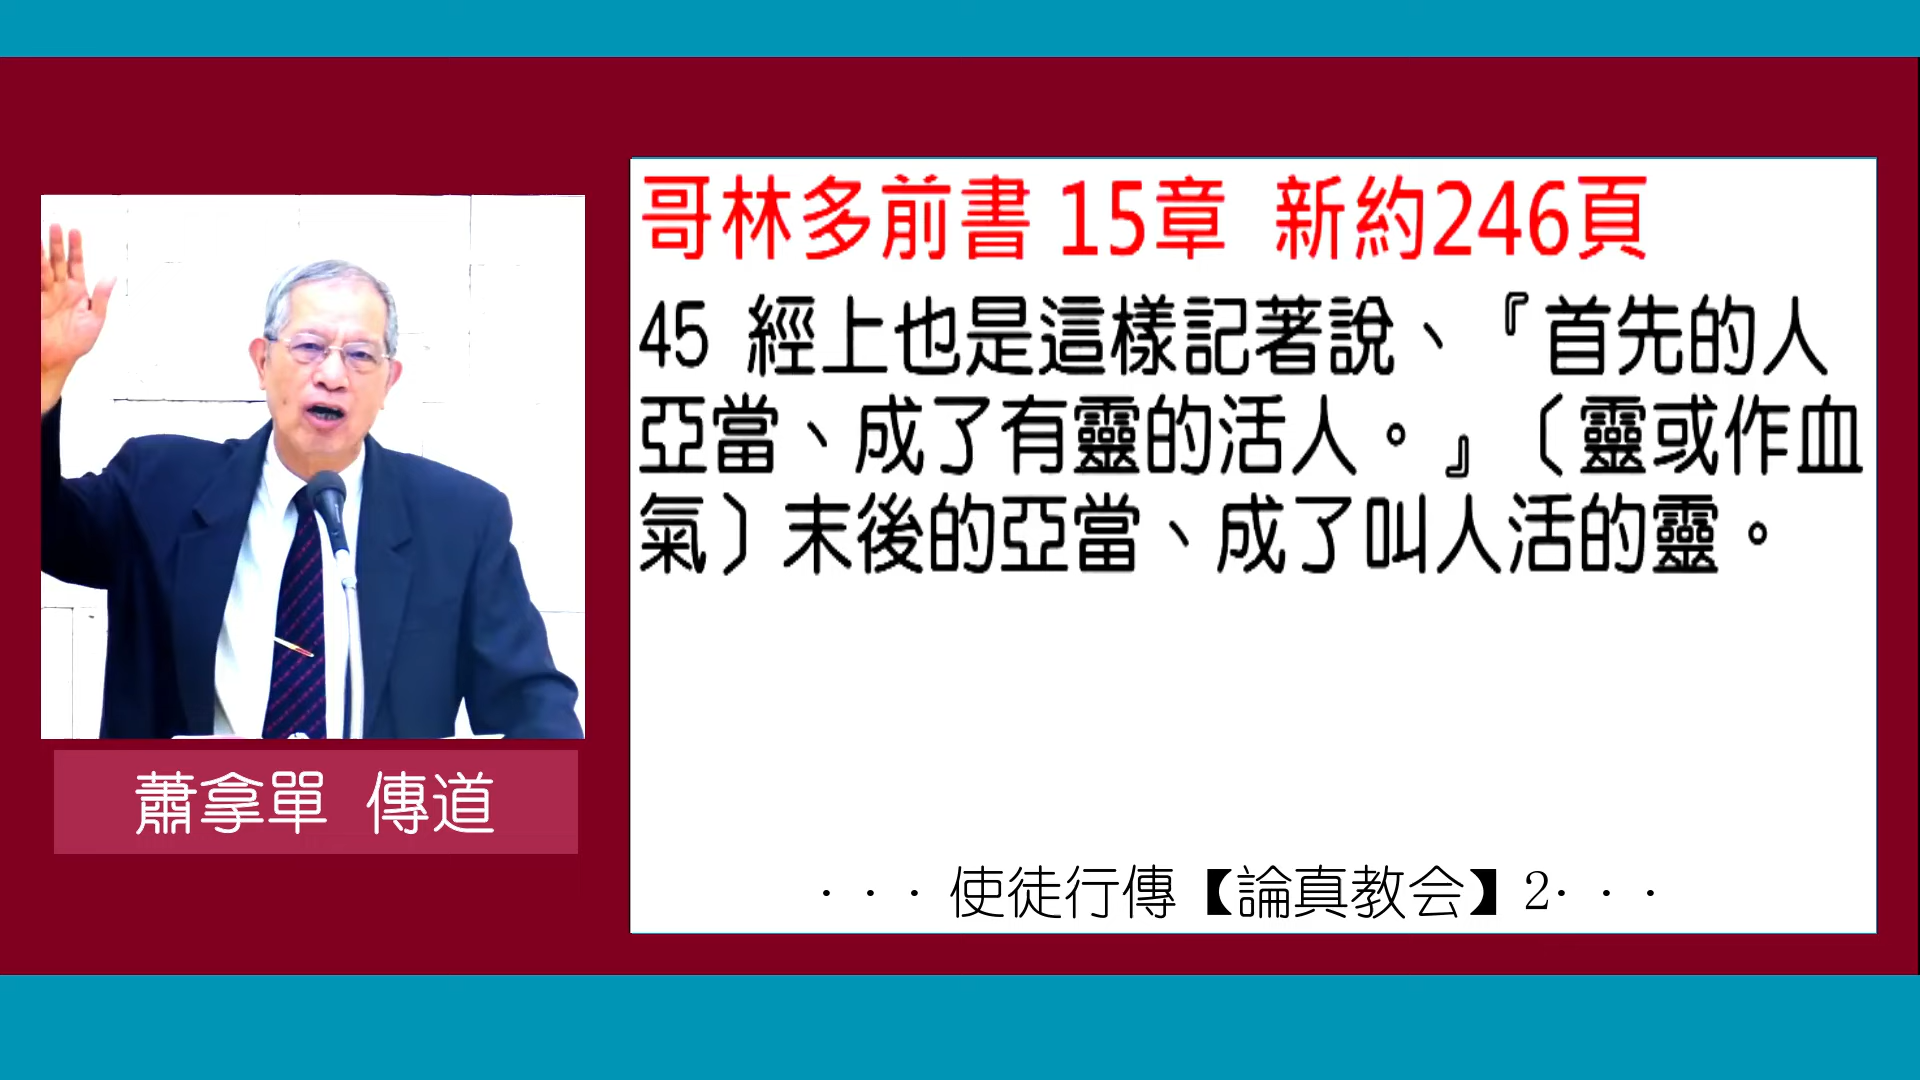 哥林多前書 15章 新約246頁
45 經上也是這樣記著說、『首先的人
亞當、成了有靈的活人。』〔靈或作血
氣〕末後的亞當、成了叫人活的靈。
蕭拿單 傳道
···使徒行傳【論真教会】2···